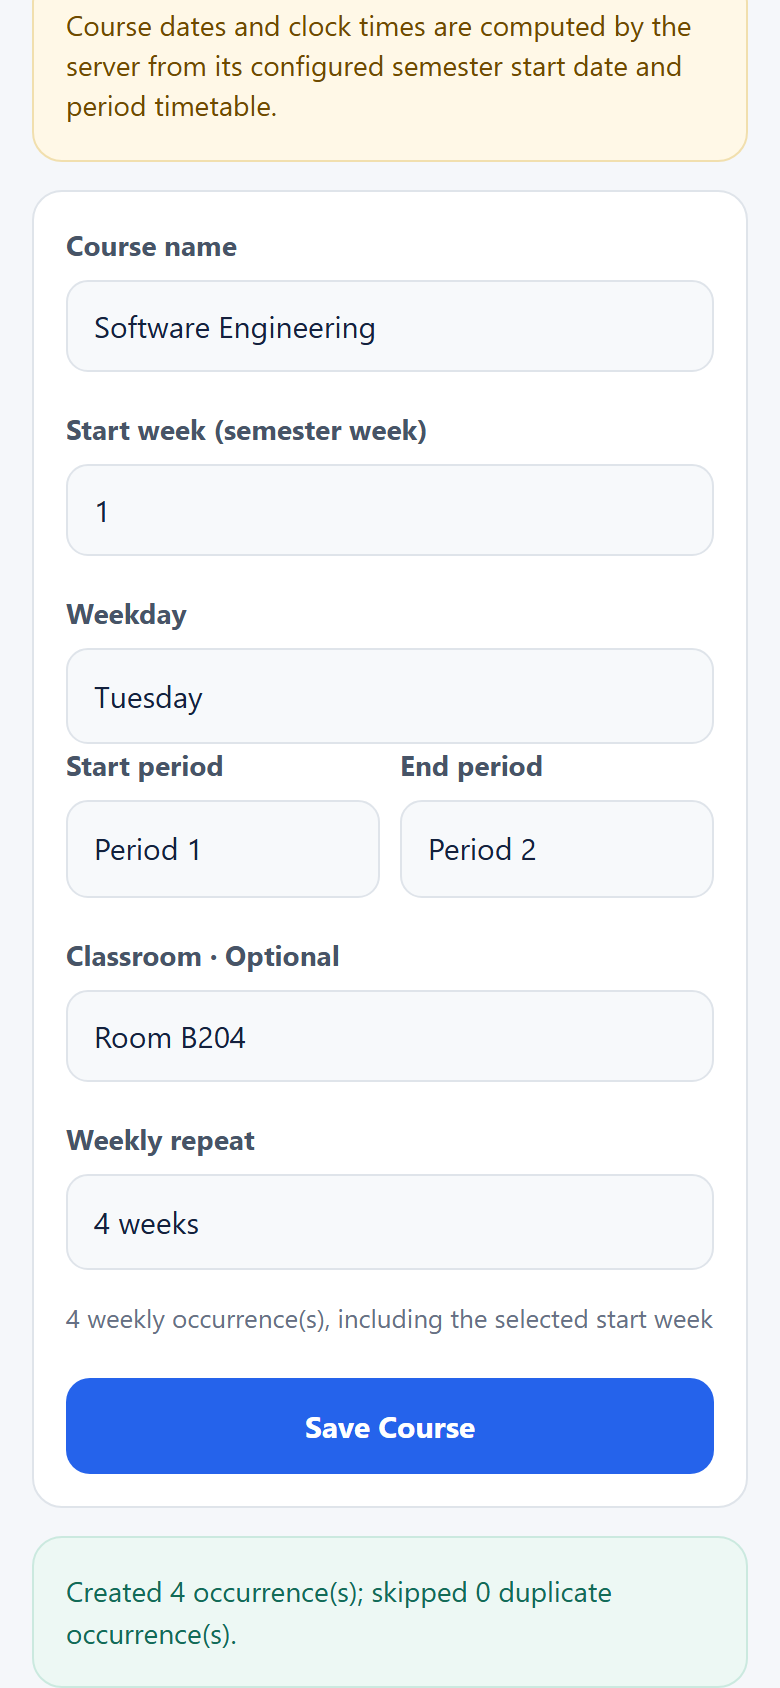 Course dates and clock times are computed by the
server from its configured semester start date and
period timetable.
Course name
Software Engineering
Start week (semester week)
1
Weekday
Tuesday
Start period
End period
Period 1
Period 2
Classroom · Optional
Room B204
Weekly repeat
4 weeks
4 weekly occurrence(s), including the selected start week
Save Course
Created 4 occurrence(s); skipped 0 duplicate
occurrence(s).